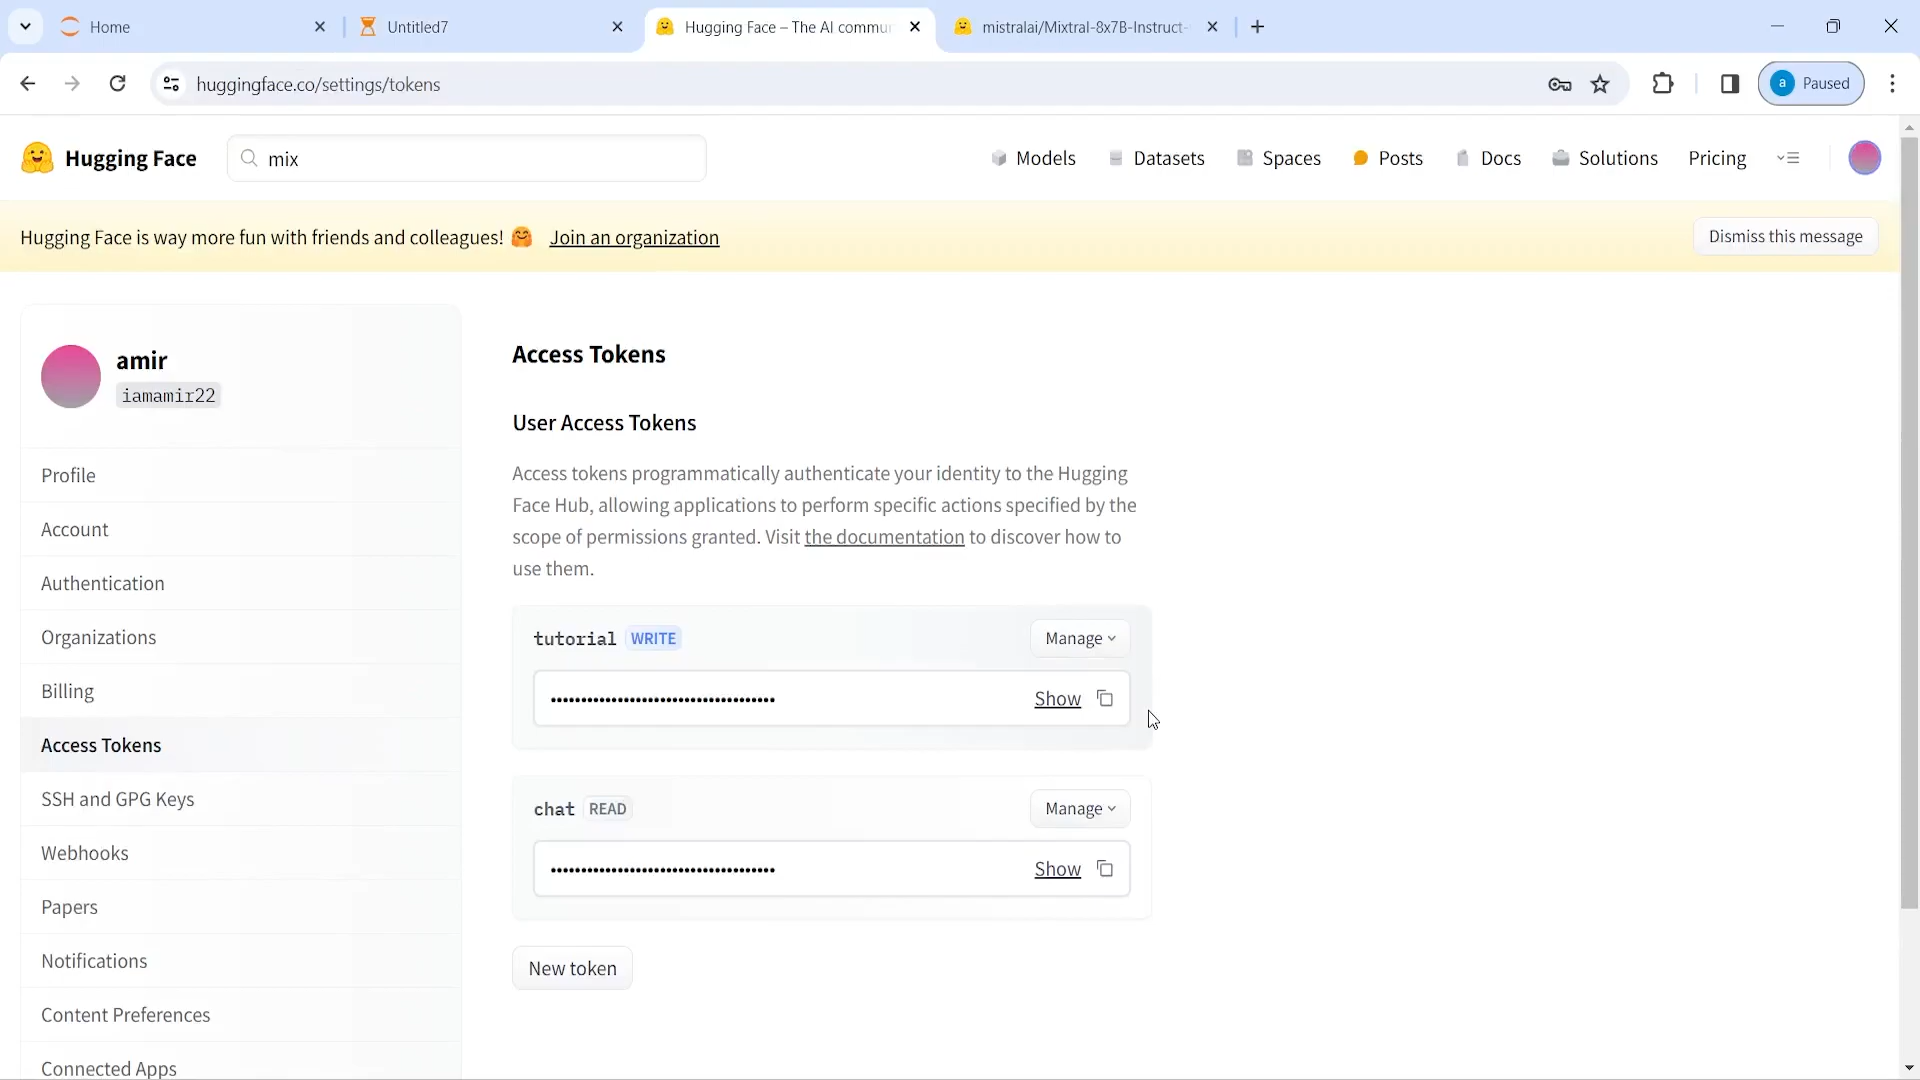 Home
Untitled7
Hugging Face – The AI commu
mistralai/Mixtral-8x7B-Instruct-
huggingface.co/settings/tokens
a Paused
Hugging Face
mix
Models
Datasets
Spaces
Posts
Docs
Solutions
Pricing
Hugging Face is way more fun with friends and colleagues! 🤗 Join an organization
Dismiss this message
amir
iamamir22
Profile
Account
Authentication
Organizations
Billing
Access Tokens
SSH and GPG Keys
Webhooks
Papers
Notifications
Content Preferences
Connected Apps
Access Tokens
User Access Tokens
Access tokens programmatically authenticate your identity to the Hugging
Face Hub, allowing applications to perform specific actions specified by the
scope of permissions granted. Visit the documentation to discover how to
use them.
tutorial WRITE
Manage
•••••••••••••••••••••••••••••••••••••
Show
chat READ
Manage
•••••••••••••••••••••••••••••••••••••
Show
New token